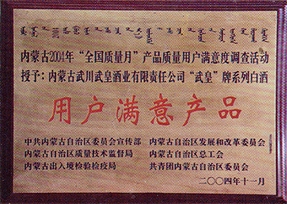 内蒙古2001年“全国质量月”产品质量用户满意度调查活动
授予：内蒙古武川武皇酒业有限责任公司“武皇”牌系列白酒
用户满意产品
中共内蒙古自治区委员会宣传部 内蒙古自治区发展和改革委员会
内蒙古自治区质量技术监督局 内蒙古自治区总工会
内蒙古出入境检验检疫局 共青团内蒙古自治区委员会
二〇〇四年十一月